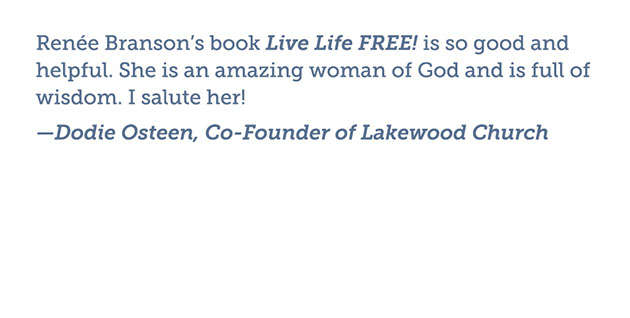 Renée Branson's book Live Life FREE! is so good and
helpful. She is an amazing woman of God and is full of
wisdom. I salute her!
—Dodie Osteen, Co-Founder of Lakewood Church